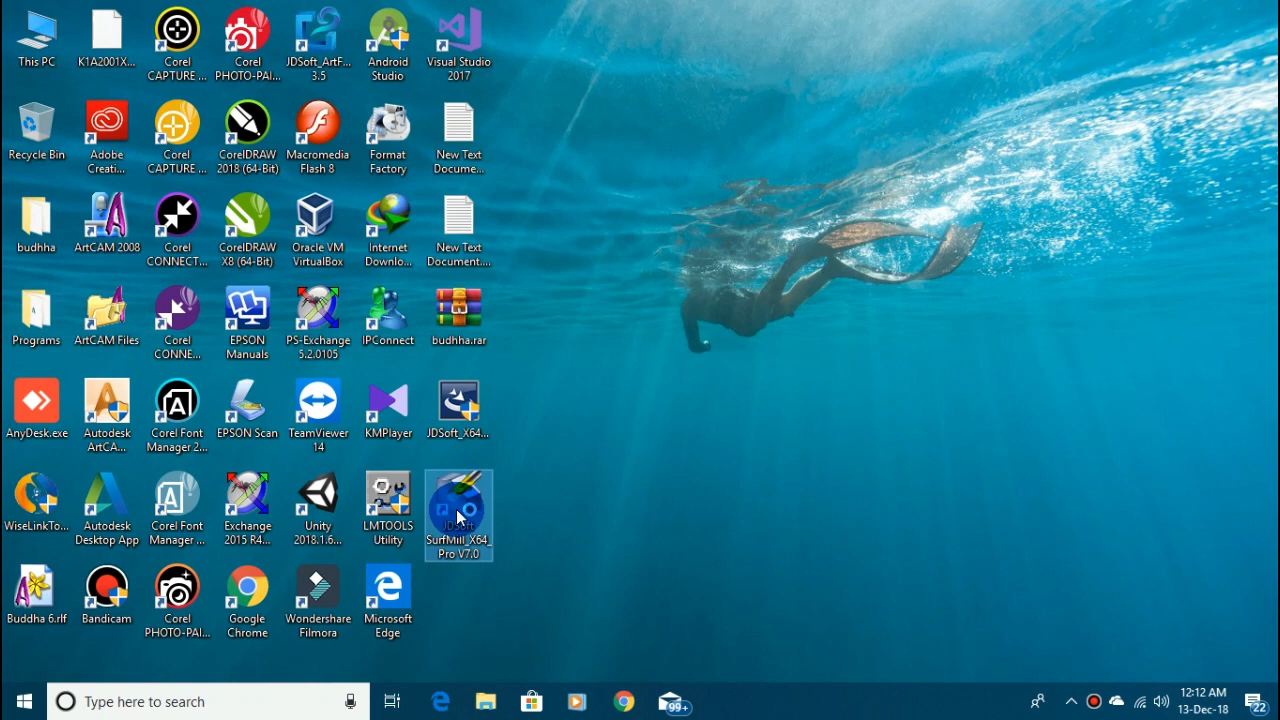 This PC
K1A2001X...
Corel
CAPTURE ...
Corel
PHOTO-PAI...
JDSoft_ArtF...
3.5
Android
Studio
Visual Studio
2017
Recycle Bin
Adobe
Creati...
Corel
CAPTURE ...
CorelDRAW
2018 (64-Bit)
Macromedia
Flash 8
Format
Factory
New Text
Docume...
budhha
ArtCAM 2008
Corel
CONNECT...
CorelDRAW
X8 (64-Bit)
Oracle VM
VirtualBox
Internet
Downlo...
New Text
Document....
Programs
ArtCAM Files
Corel
CONNE...
EPSON
Manuals
PS-Exchange
5.2.0105
IPConnect
budhha.rar
AnyDesk.exe
Autodesk
ArtCA...
Corel Font
Manager 2...
EPSON Scan
TeamViewer
14
KMPlayer
JDSoft_X64...
WiseLinkTo...
Autodesk
Desktop App
Corel Font
Manager ...
Exchange
2015 R4...
Unity
2018.1.6...
LMTOOLS
Utility
JDSoft
SurfMill_X64_
Pro V7.0
Buddha 6.rlf
Bandicam
Corel
PHOTO-PAI...
Google
Chrome
Wondershare
Filmora
Microsoft
Edge
Type here to search
99+
12:12 AM
13-Dec-18
22